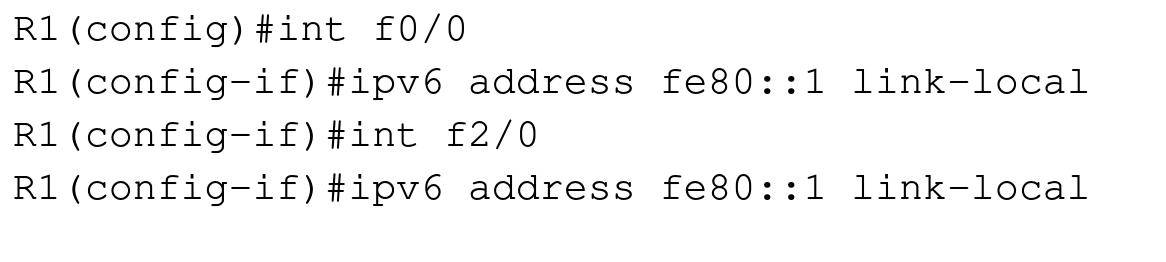 R1(config)#int f0/0
R1(config-if)#ipv6 address fe80::1 link-local
R1(config-if)#int f2/0
R1(config-if)#ipv6 address fe80::1 link-local